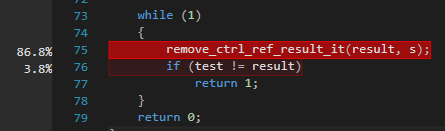 72
73 while (1)
74 {
86.8% 75 remove_ctrl_ref_result_it(result, s);
3.8% 76 if (test != result)
77 return 1;
78 }
79 return 0;